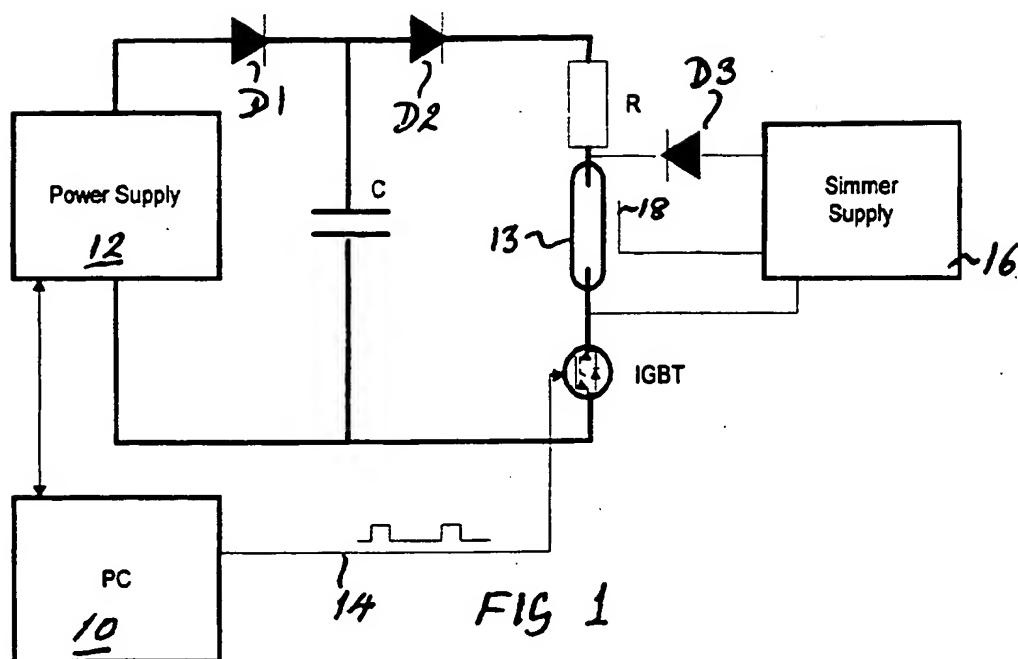 D1
D2
D3
R
Power Supply
12
C
13
18
Simmer
Supply
16
IGBT
PC
10
14
FIG 1